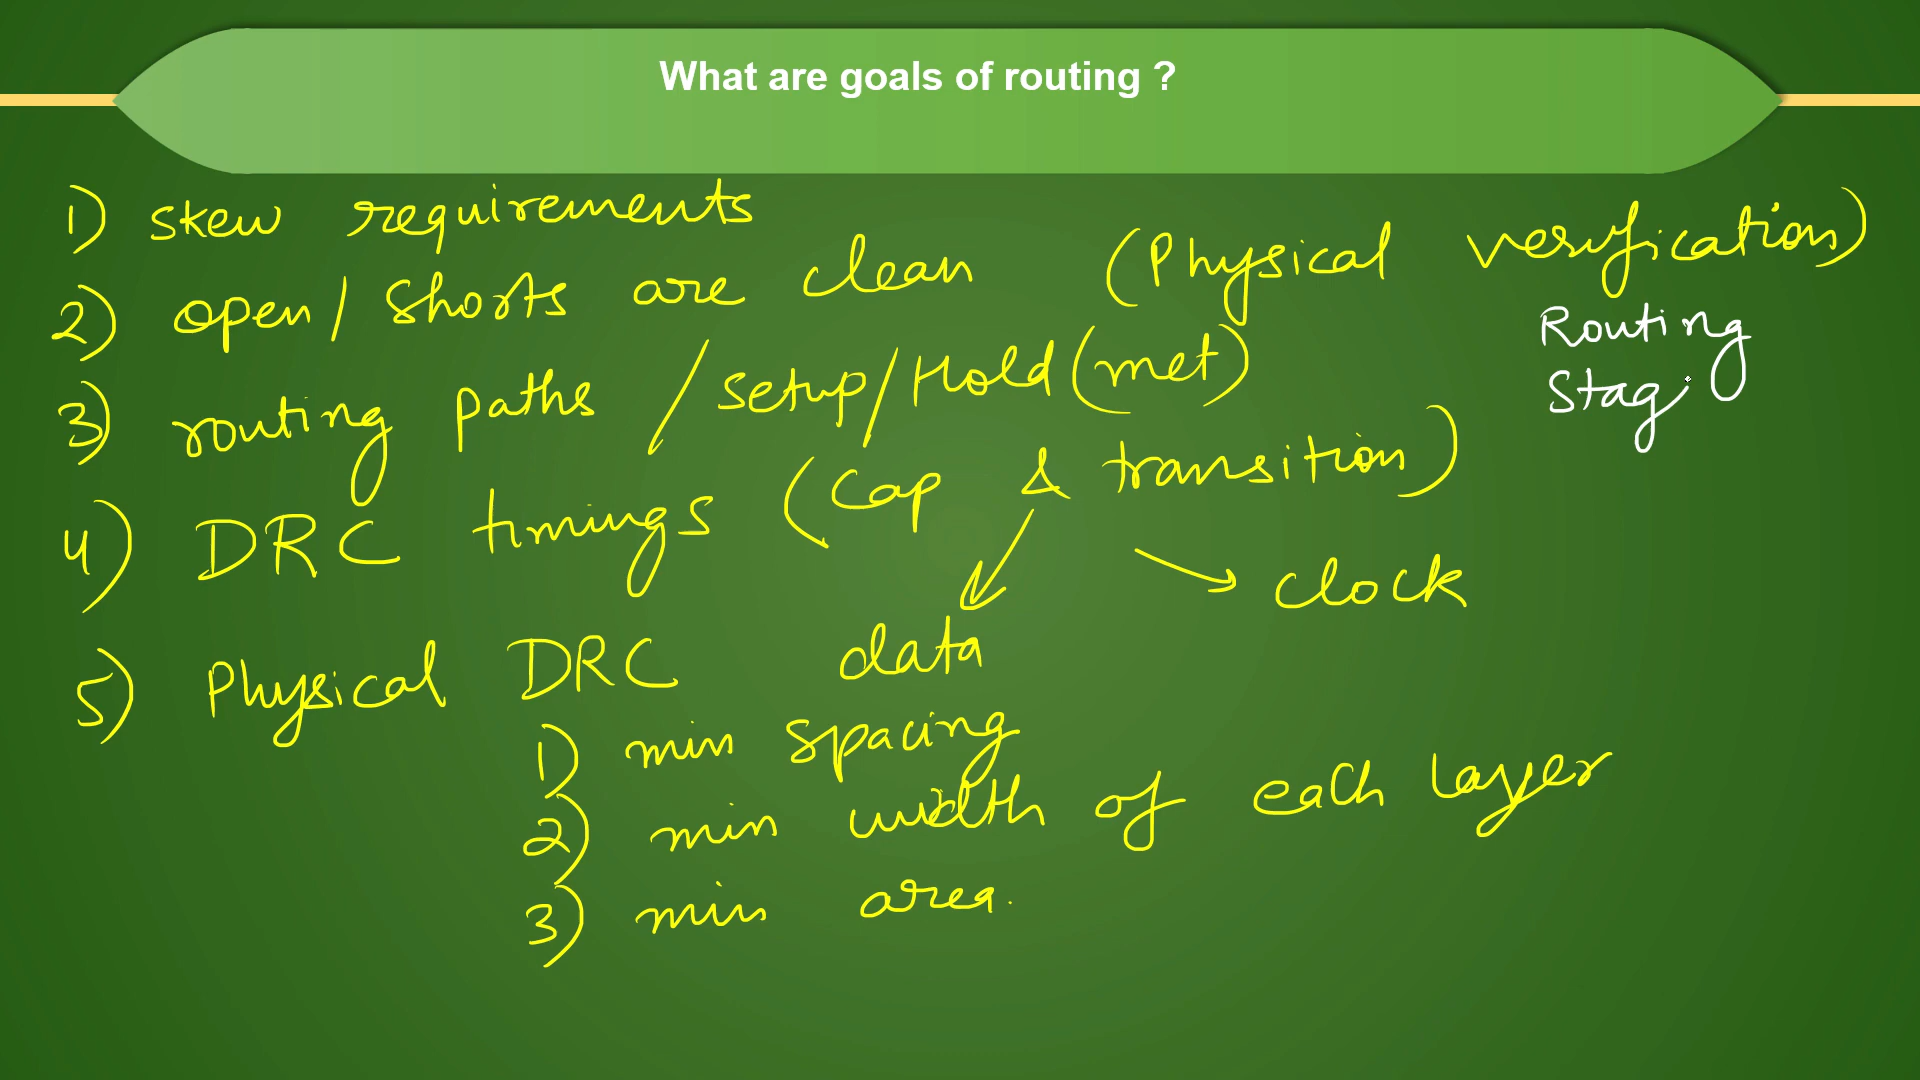 What are goals of routing ?
1) skew requirements
2) open/ shorts are clean (Physical verification)
Routing
Stag
3) routing paths / setup/Hold (met)
4) DRC timings (cap & transition)
clock
data
5) Physical DRC
1) min spacing
2) min width of each layer
3) min area.